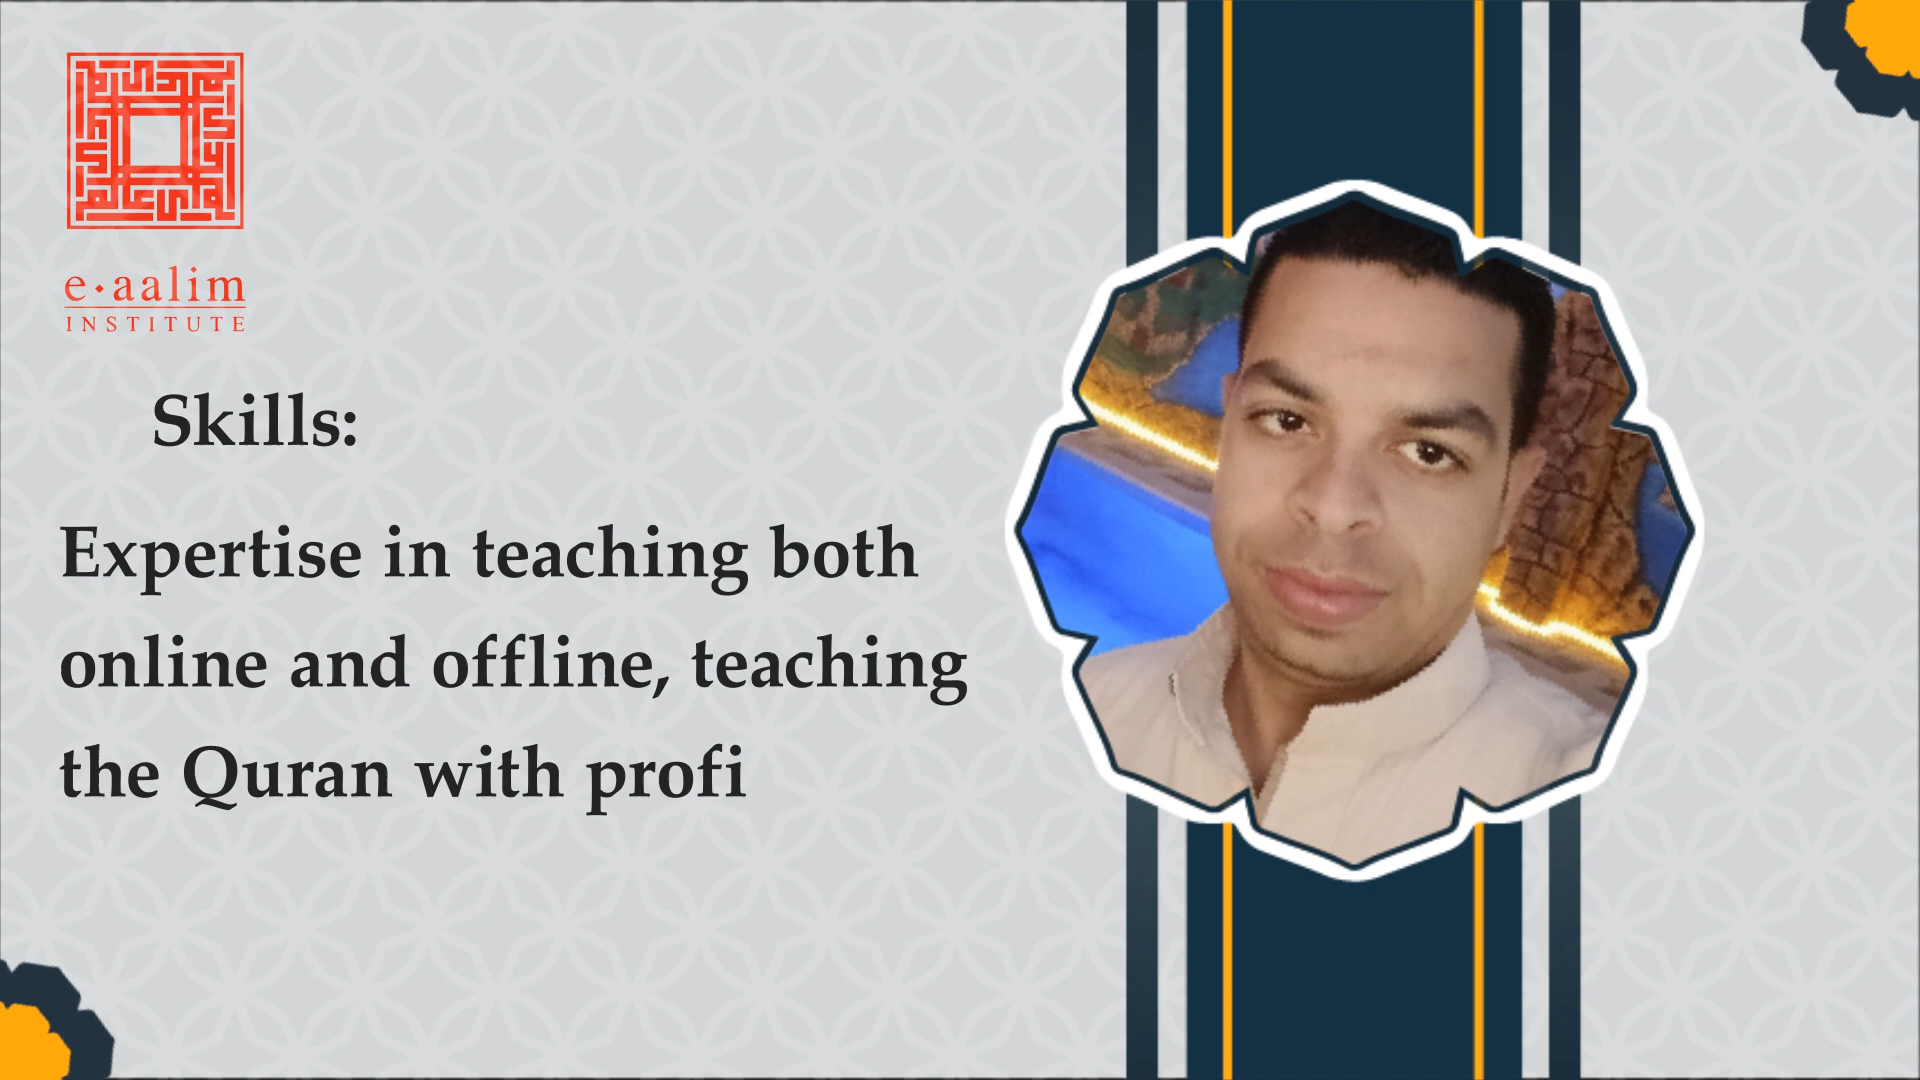 e·aalim
INSTITUTE
Skills:
Expertise in teaching both
online and offline, teaching
the Quran with profi